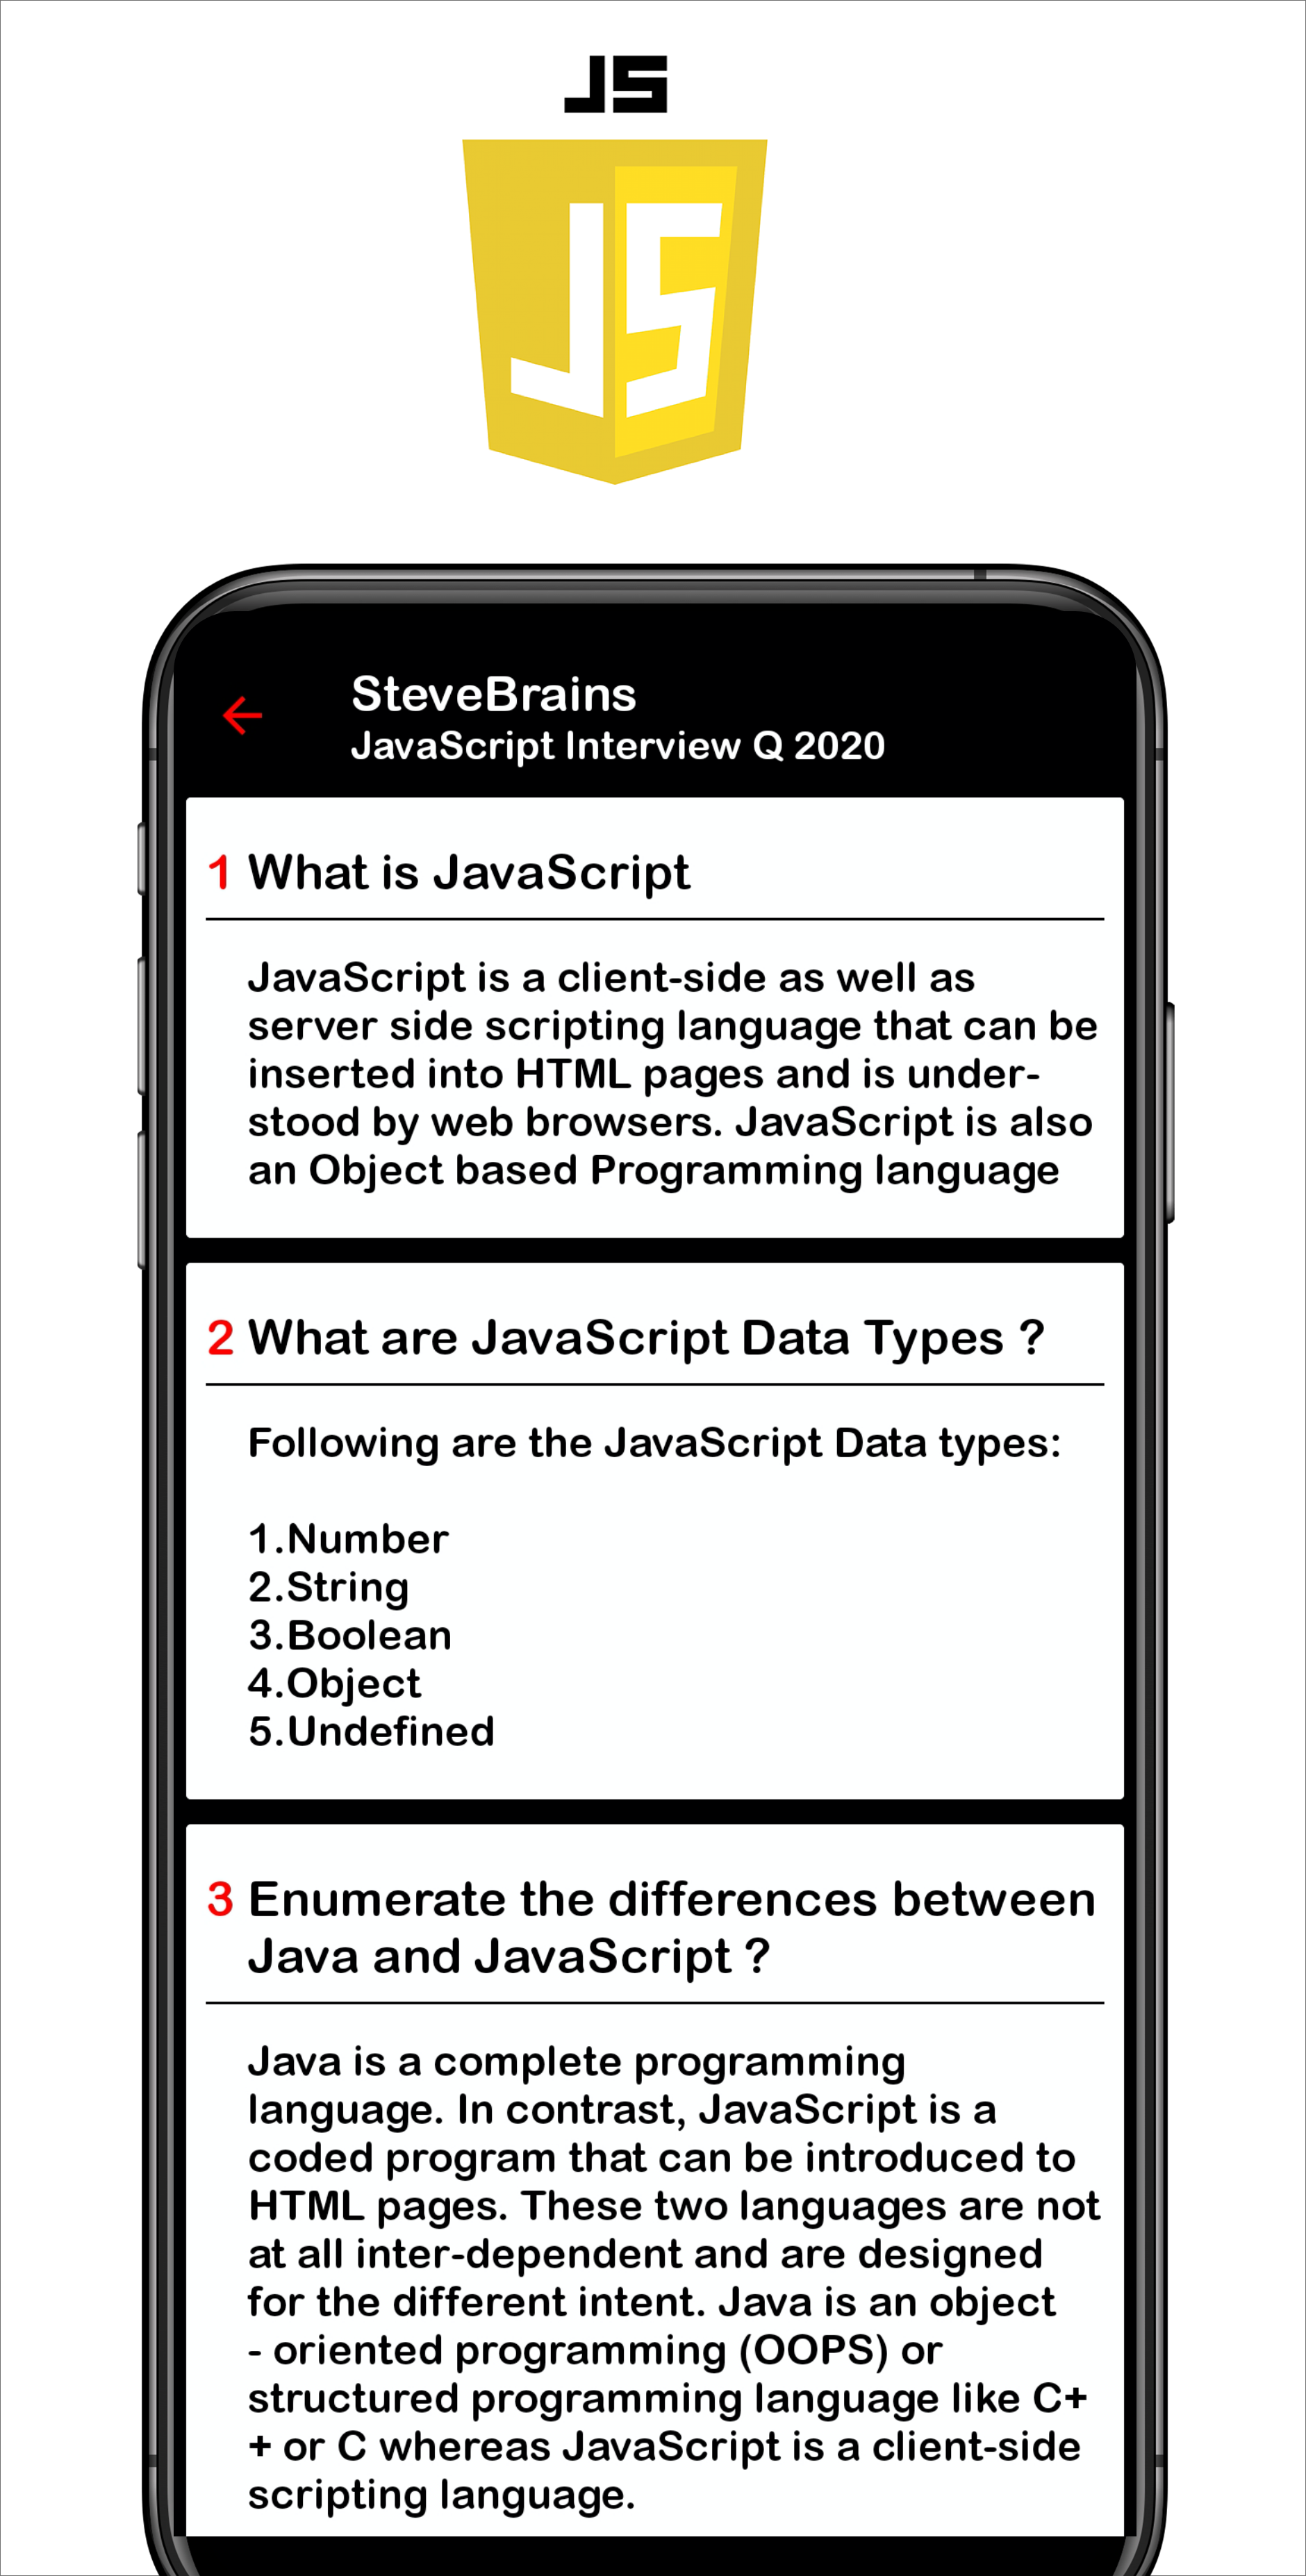 JS
JS
SteveBrains
JavaScript Interview Q 2020
1 What is JavaScript
JavaScript is a client-side as well as
server side scripting language that can be
inserted into HTML pages and is under-
stood by web browsers. JavaScript is also
an Object based Programming language
2 What are JavaScript Data Types ?
Following are the JavaScript Data types:
1.Number
2.String
3.Boolean
4.Object
5.Undefined
3 Enumerate the differences between
Java and JavaScript ?
Java is a complete programming
language. In contrast, JavaScript is a
coded program that can be introduced to
HTML pages. These two languages are not
at all inter-dependent and are designed
for the different intent. Java is an object
- oriented programming (OOPS) or
structured programming language like C+
+ or C whereas JavaScript is a client-side
scripting language.